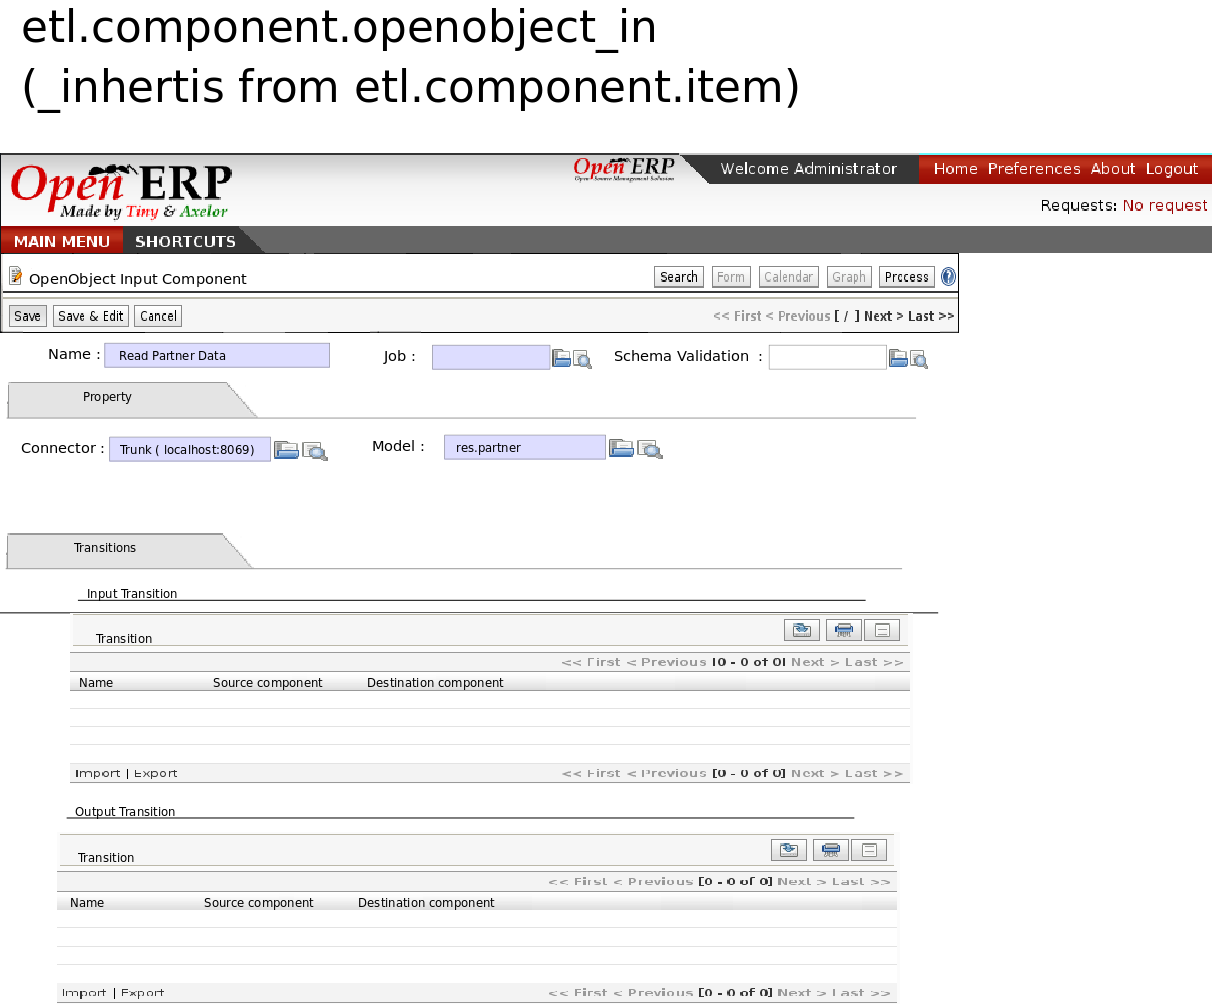 etl.component.openobject_in
(_inhertis from etl.component.item)
Open ERP
Made by Tiny & Axelor
Open ERP
Open Source Management Solution
Welcome Administrator
Home Preferences About Logout
Requests: No request
MAIN MENU SHORTCUTS
OpenObject Input Component
Search Form Calendar Graph Process ?
Save Save & Edit Cancel
<< First < Previous [ / ] Next > Last >>
Name : Read Partner Data Job : Schema Validation :
Property
Connector : Trunk ( localhost:8069) Model : res.partner
Transitions
Input Transition
Transition
<< First < Previous [0 - 0 of 0] Next > Last >>
Name Source component Destination component
Import | Export << First < Previous [0 - 0 of 0] Next > Last >>
Output Transition
Transition
<< First < Previous [0 - 0 of 0] Next > Last >>
Name Source component Destination component
Import | Export << First < Previous [0 - 0 of 0] Next > Last >>